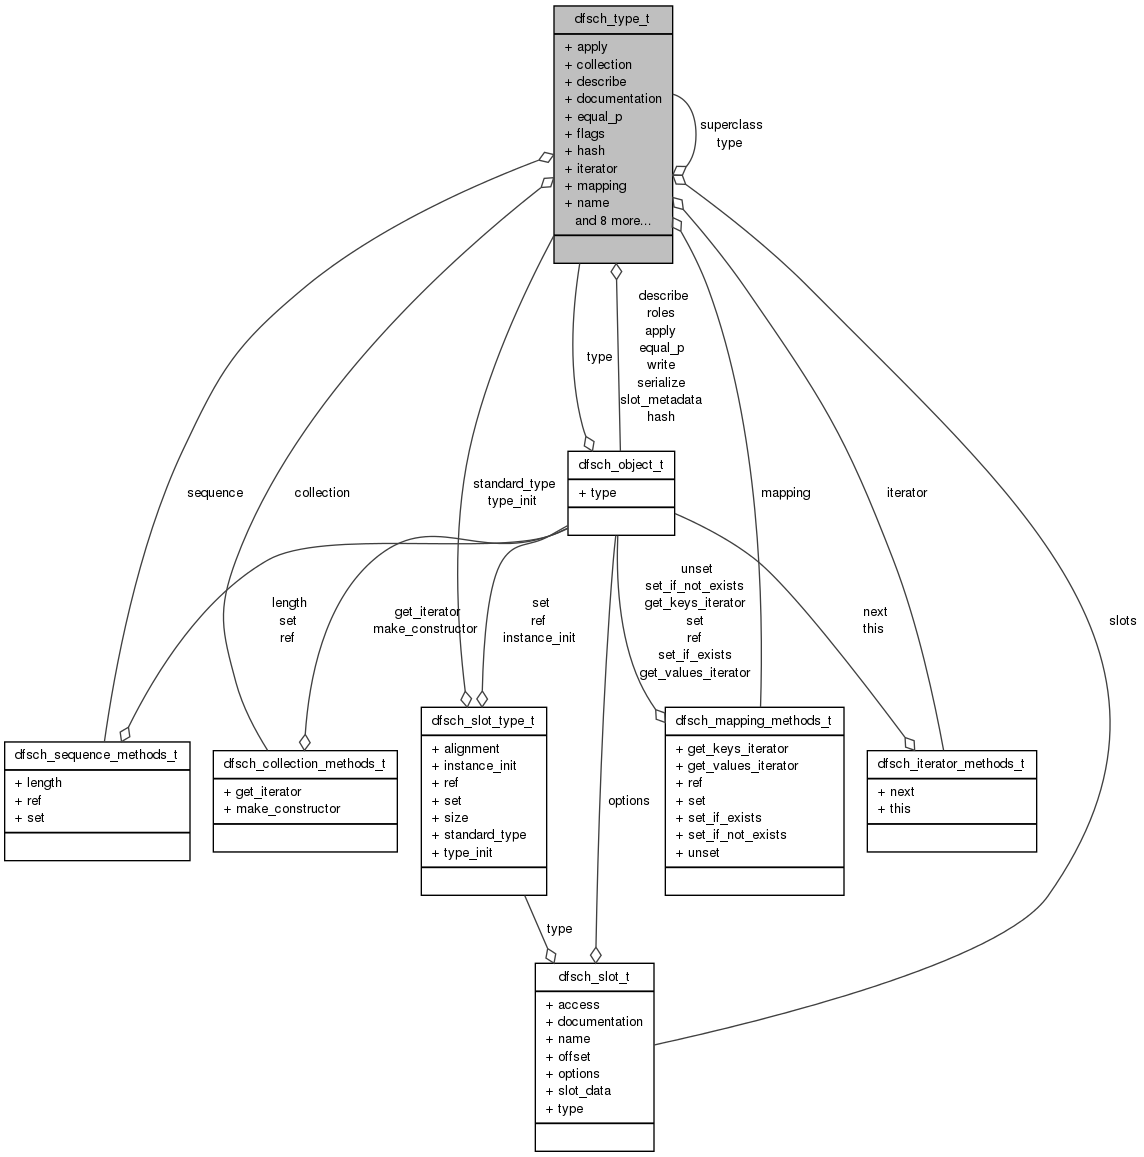 dfsch_type_t
+ apply
+ collection
+ describe
+ documentation
+ equal_p
+ flags
+ hash
+ iterator
+ mapping
+ name
and 8 more...
superclass
type
describe
roles
apply
equal_p
write
serialize
slot_metadata
hash
type
dfsch_object_t
+ type
sequence
collection
standard_type
type_init
mapping
iterator
slots
length
set
ref
get_iterator
make_constructor
set
ref
instance_init
unset
set_if_not_exists
get_keys_iterator
set
ref
set_if_exists
get_values_iterator
next
this
dfsch_sequence_methods_t
+ length
+ ref
+ set
dfsch_collection_methods_t
+ get_iterator
+ make_constructor
dfsch_slot_type_t
+ alignment
+ instance_init
+ ref
+ set
+ size
+ standard_type
+ type_init
options
dfsch_mapping_methods_t
+ get_keys_iterator
+ get_values_iterator
+ ref
+ set
+ set_if_exists
+ set_if_not_exists
+ unset
dfsch_iterator_methods_t
+ next
+ this
type
dfsch_slot_t
+ access
+ documentation
+ name
+ offset
+ options
+ slot_data
+ type